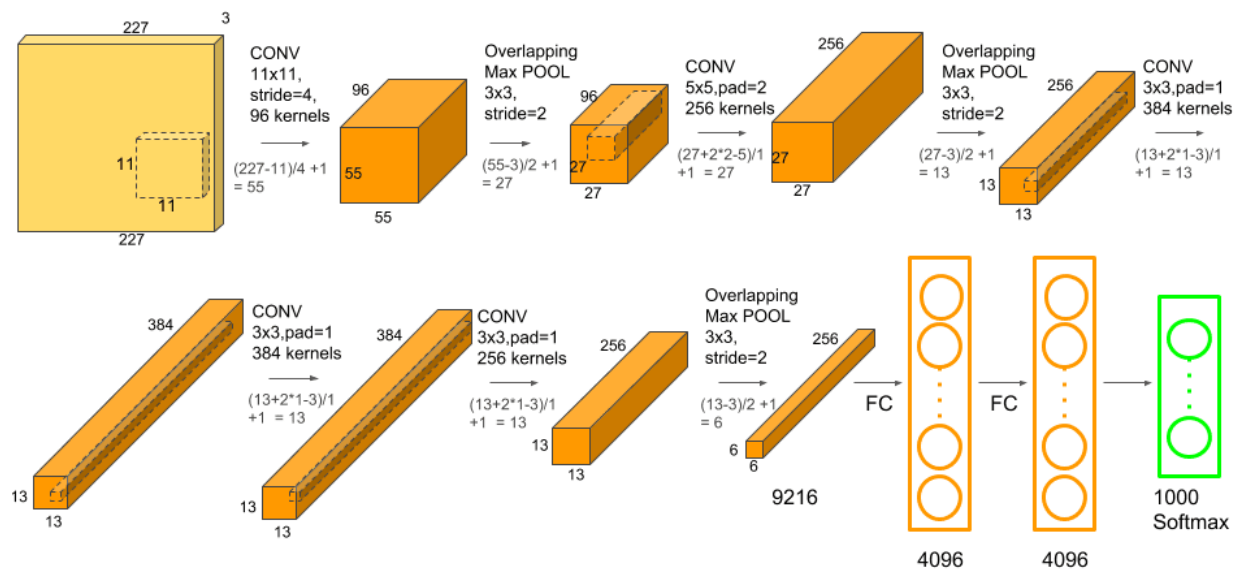 227
3
CONV
11x11,
stride=4,
96 kernels
(227-11)/4 +1
= 55
11
11
227
96
55
55
Overlapping
Max POOL
3x3,
stride=2
(55-3)/2 +1
= 27
96
27
27
CONV
5x5,pad=2
256 kernels
(27+2*2-5)/1
+1 = 27
256
27
27
Overlapping
Max POOL
3x3,
stride=2
(27-3)/2 +1
= 13
256
13
13
CONV
3x3,pad=1
384 kernels
(13+2*1-3)/1
+1 = 13
384
13
13
CONV
3x3,pad=1
384 kernels
(13+2*1-3)/1
+1 = 13
384
13
13
CONV
3x3,pad=1
256 kernels
(13+2*1-3)/1
+1 = 13
256
13
13
Overlapping
Max POOL
3x3,
stride=2
(13-3)/2 +1
= 6
256
6
6
9216
FC
4096
FC
4096
1000
Softmax